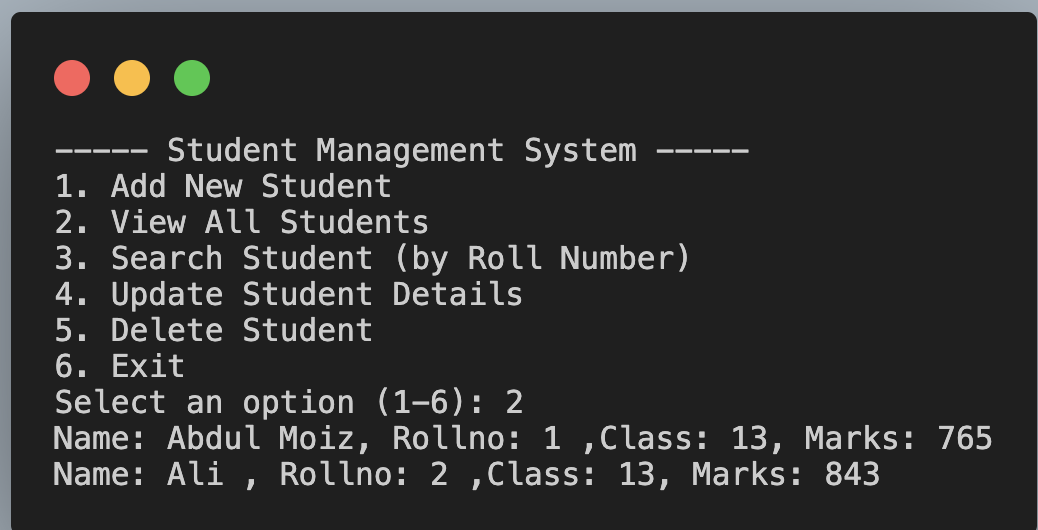 ----- Student Management System -----
1. Add New Student
2. View All Students
3. Search Student (by Roll Number)
4. Update Student Details
5. Delete Student
6. Exit
Select an option (1-6): 2
Name: Abdul Moiz, Rollno: 1 ,Class: 13, Marks: 765
Name: Ali , Rollno: 2 ,Class: 13, Marks: 843